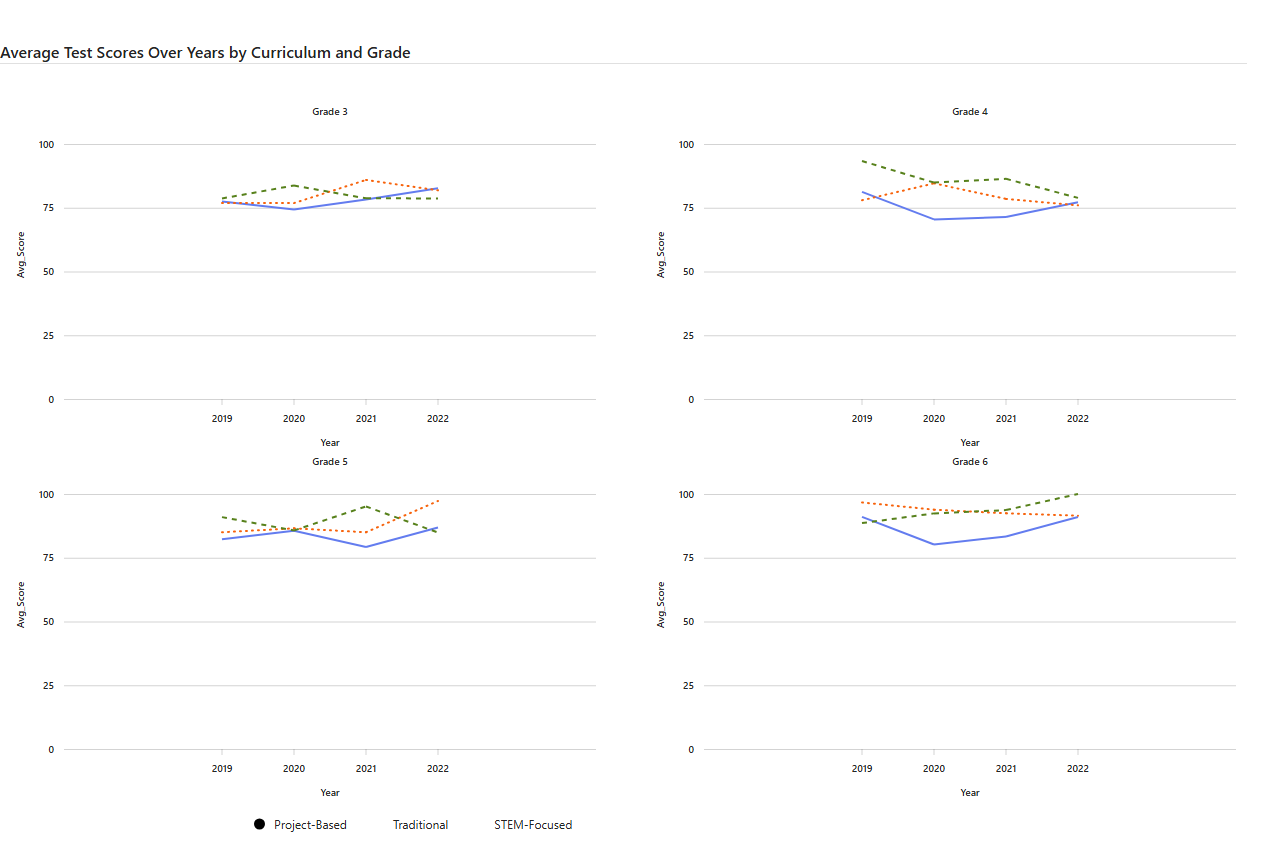 Average Test Scores Over Years by Curriculum and Grade
Grade 3
100
75
50
25
0
Avg_Score
2019 2020 2021 2022
Year
Grade 4
100
75
50
25
0
Avg_Score
2019 2020 2021 2022
Year
Grade 5
100
75
50
25
0
Avg_Score
2019 2020 2021 2022
Year
Grade 6
100
75
50
25
0
Avg_Score
2019 2020 2021 2022
Year
Project-Based Traditional STEM-Focused